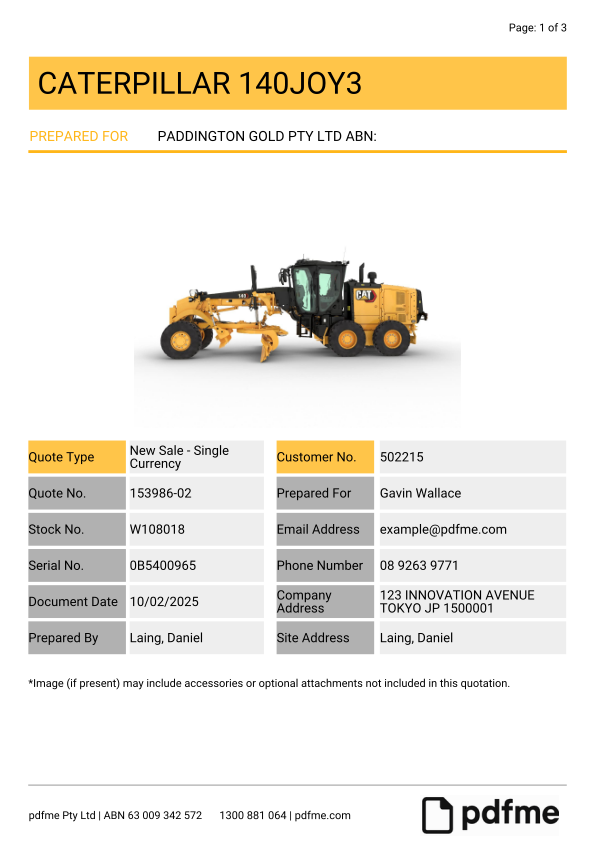 Page: 1 of 3
CATERPILLAR 140JOY3
PREPARED FOR PADDINGTON GOLD PTY LTD ABN:
140
CAT
Quote Type New Sale - Single Currency Customer No. 502215
Quote No. 153986-02 Prepared For Gavin Wallace
Stock No. W108018 Email Address example@pdfme.com
Serial No. 0B5400965 Phone Number 08 9263 9771
Document Date 10/02/2025 Company Address 123 INNOVATION AVENUE TOKYO JP 1500001
Prepared By Laing, Daniel Site Address Laing, Daniel
*Image (if present) may include accessories or optional attachments not included in this quotation.
pdfme Pty Ltd | ABN 63 009 342 572 1300 881 064 | pdfme.com
pdfme